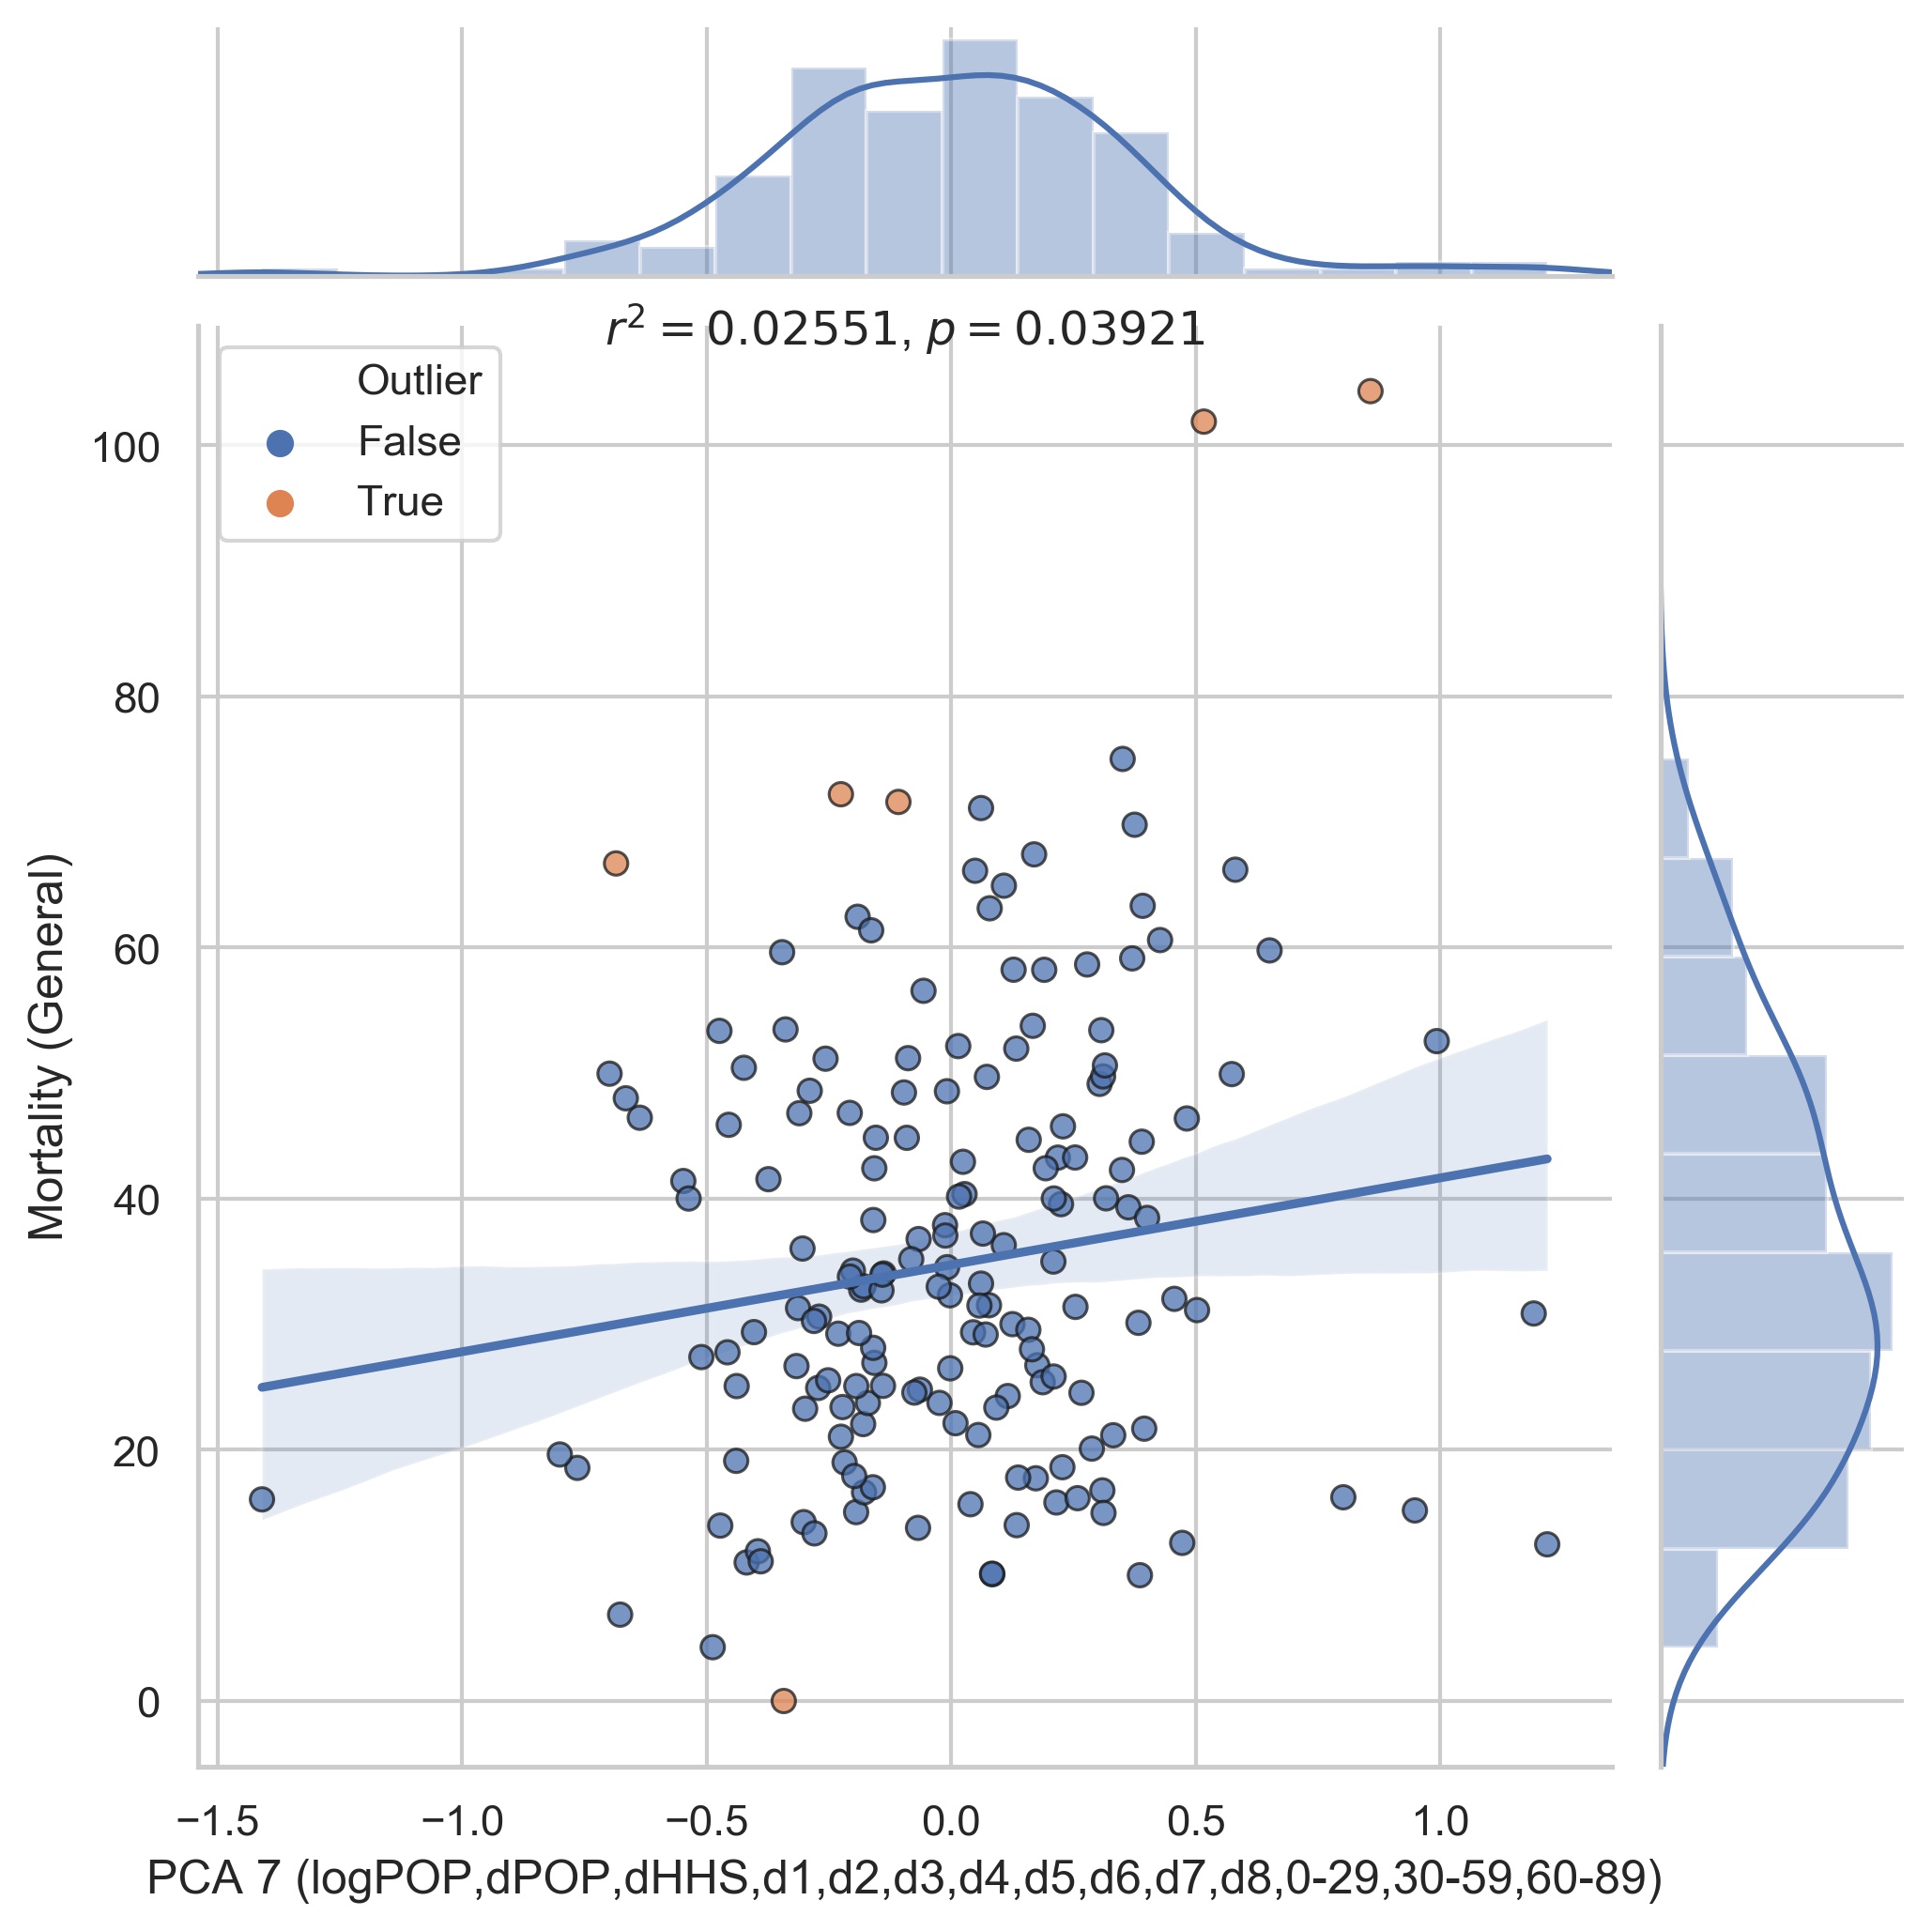 r² = 0.02551, p = 0.03921
Outlier
False
True
100
80
60
40
20
0
Mortality (General)
−1.5 −1.0 −0.5 0.0 0.5 1.0
PCA 7 (logPOP,dPOP,dHHS,d1,d2,d3,d4,d5,d6,d7,d8,0-29,30-59,60-89)